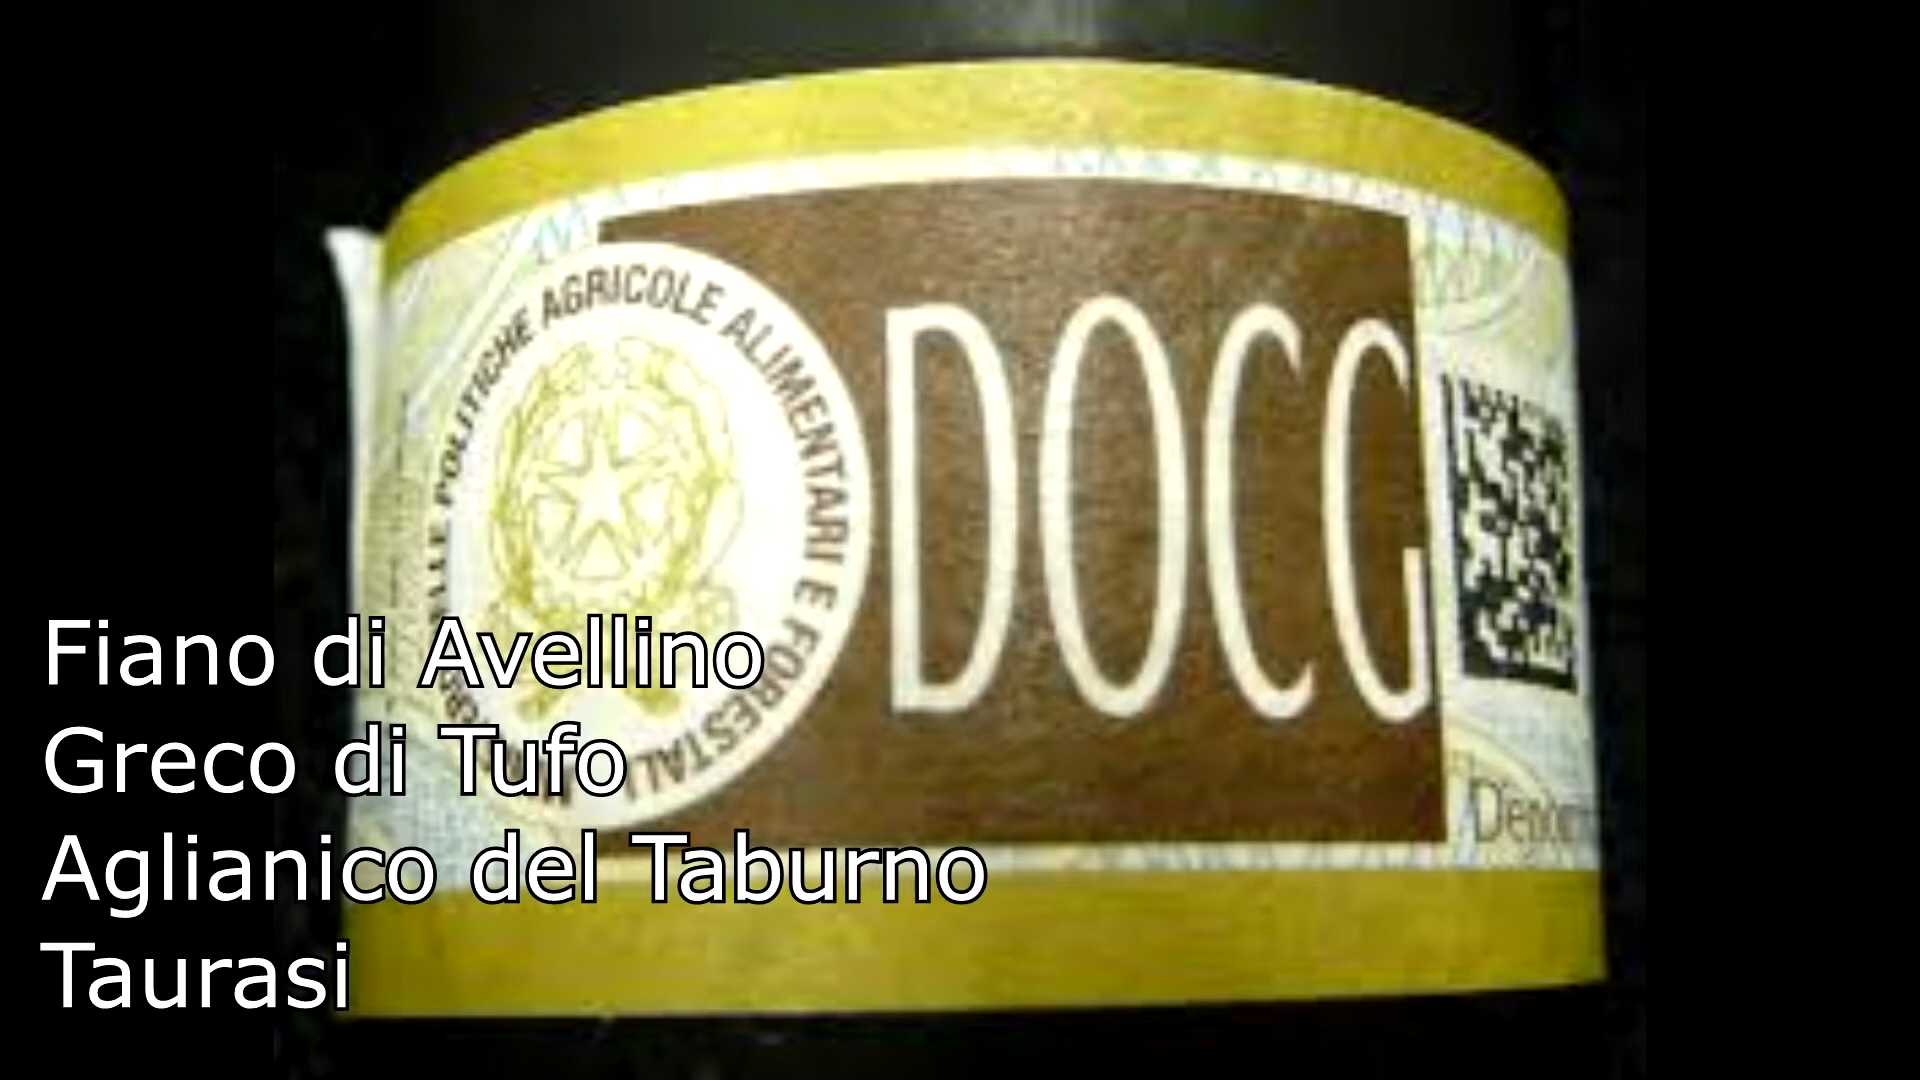 POLITICHE AGRICOLE ALIMENTARI E FORESTALI
DOCG
Fiano di Avellino
Greco di Tufo
Aglianico del Taburno
Taurasi